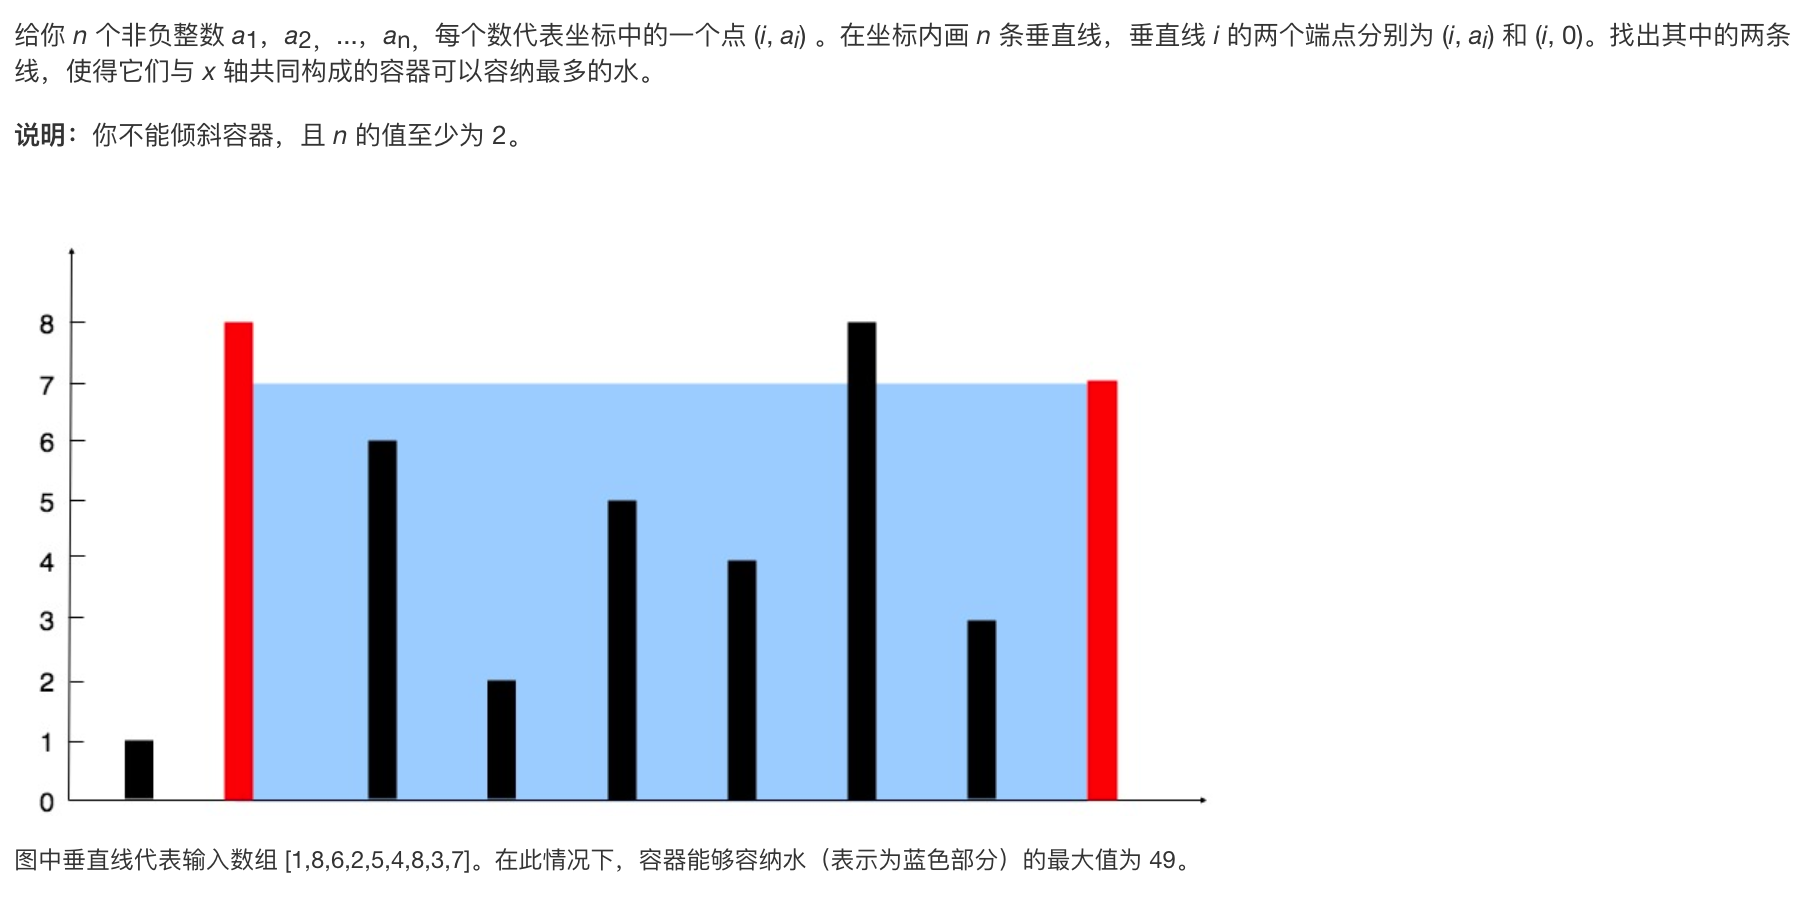 给你 n 个非负整数 a1，a2，...，an，每个数代表坐标中的一个点 (i, ai) 。在坐标内画 n 条垂直线，垂直线 i 的两个端点分别为 (i, ai) 和 (i, 0)。找出其中的两条
线，使得它们与 x 轴共同构成的容器可以容纳最多的水。
说明：你不能倾斜容器，且 n 的值至少为 2。
8
7
6
5
4
3
2
1
0
图中垂直线代表输入数组 [1,8,6,2,5,4,8,3,7]。在此情况下，容器能够容纳水（表示为蓝色部分）的最大值为 49。